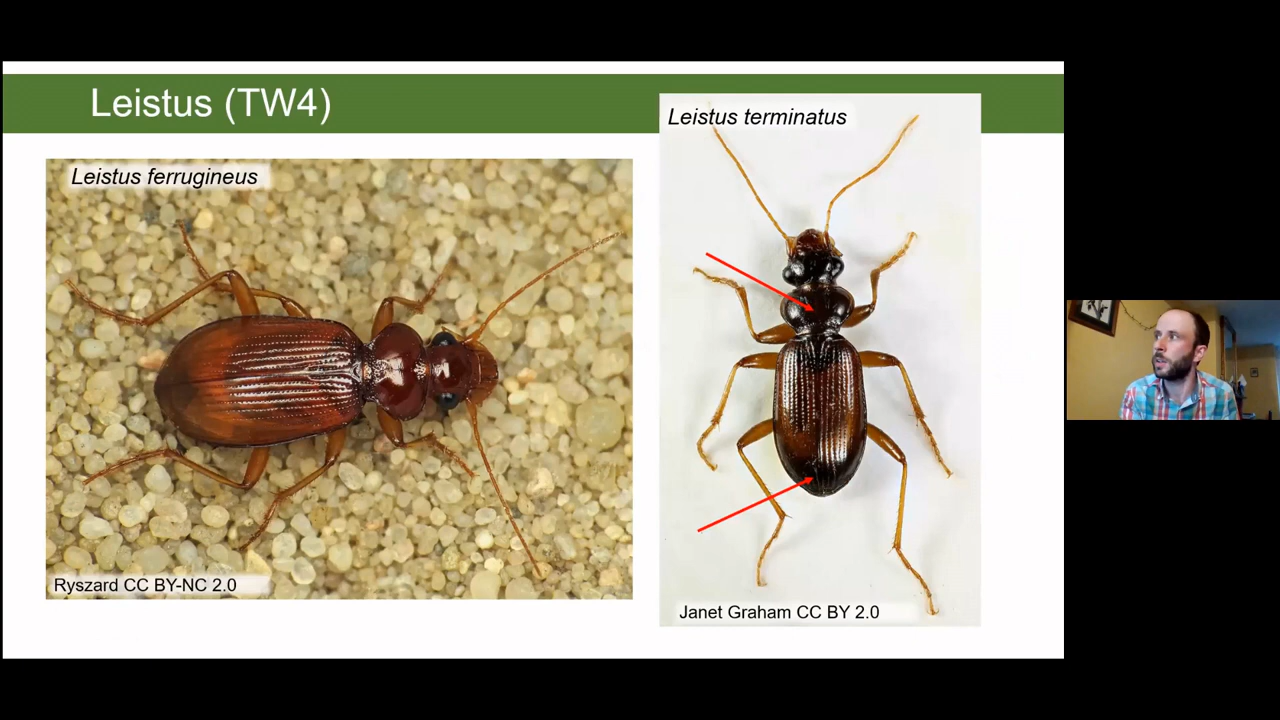 Leistus (TW4)
Leistus ferrugineus
Ryszard CC BY-NC 2.0
Leistus terminatus
Janet Graham CC BY 2.0